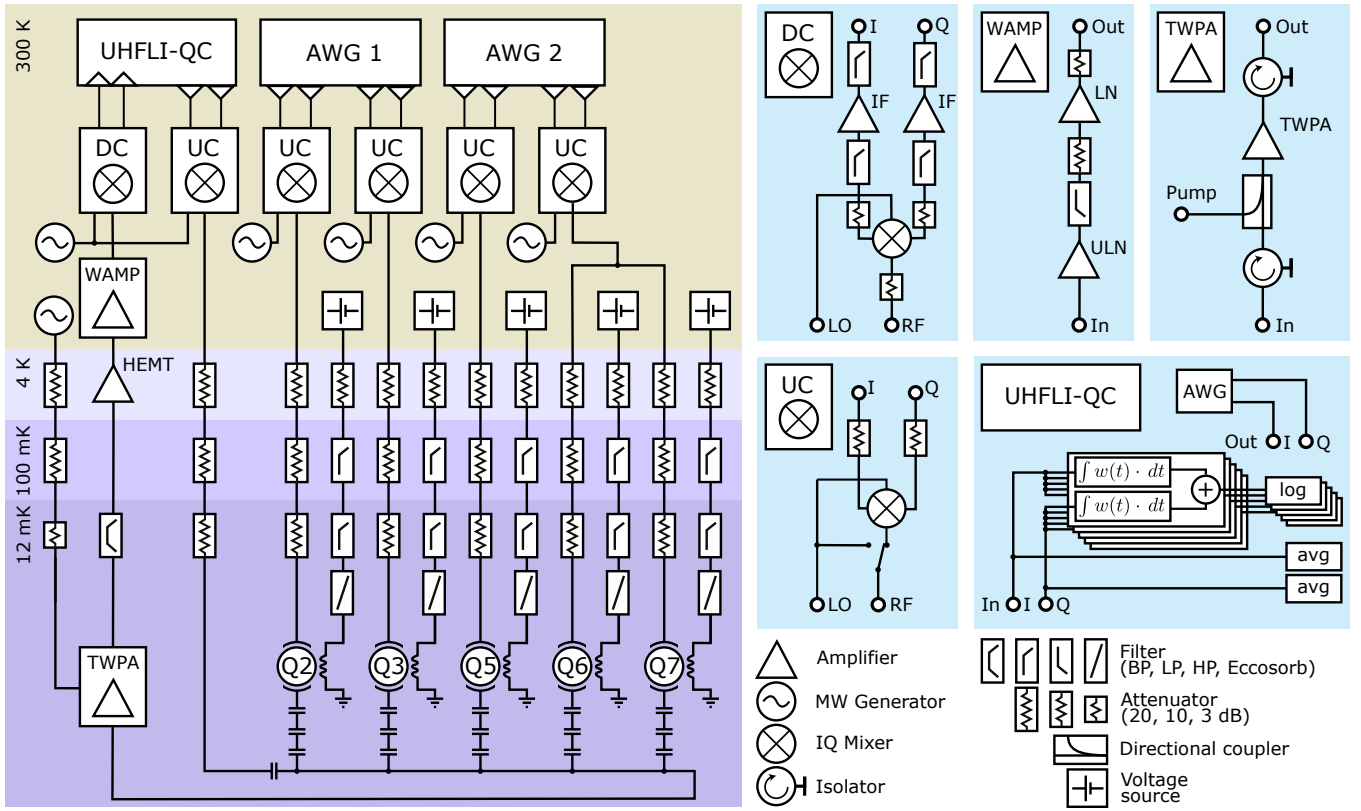 300 K
UHFLI-QC
AWG 1
AWG 2
DC
UC
UC
UC
UC
UC
WAMP
4 K
HEMT
100 mK
12 mK
TWPA
Q2
Q3
Q5
Q6
Q7
DC
I
Q
IF
IF
LO
RF
WAMP
Out
LN
ULN
In
TWPA
Out
TWPA
Pump
In
UC
I
Q
LO
RF
UHFLI-QC
AWG
Out I Q
∫ w(t) · dt
∫ w(t) · dt
+
log
avg
avg
In I Q
Amplifier
MW Generator
IQ Mixer
Isolator
Filter
(BP, LP, HP, Eccosorb)
Attenuator
(20, 10, 3 dB)
Directional coupler
Voltage
source